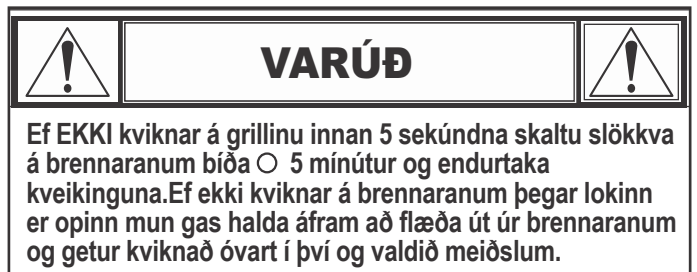 VARÚÐ
Ef EKKI kviknar á grillinu innan 5 sekúndna skaltu slökkva
á brennaranum bíða ○ 5 mínútur og endurtaka
kveikinguna.Ef ekki kviknar á brennaranum þegar lokinn
er opinn mun gas halda áfram að flæða út úr brennaranum
og getur kviknað óvart í því og valdið meiðslum.